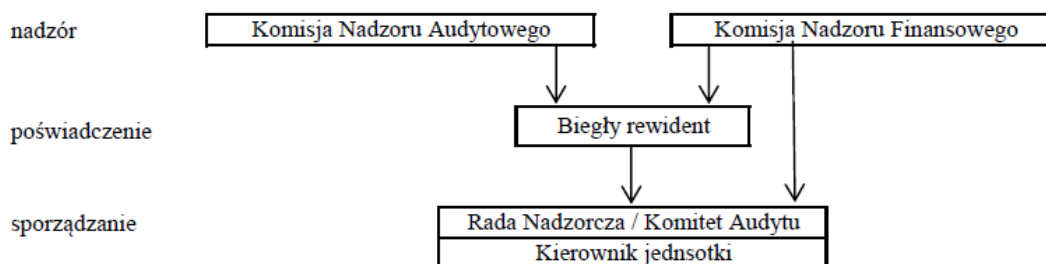 nadzór
Komisja Nadzoru Audytowego
Komisja Nadzoru Finansowego
poświadczenie
Biegły rewident
sporządzanie
Rada Nadzorcza / Komitet Audytu
Kierownik jednsotki